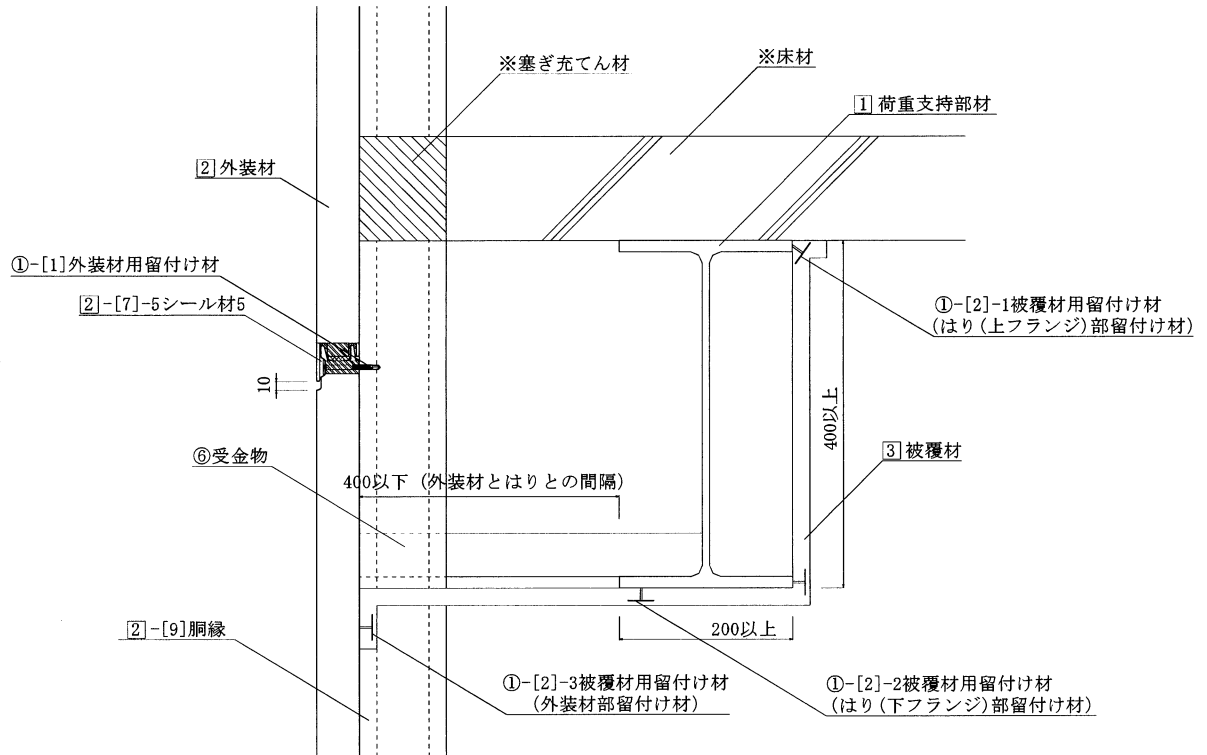 ※塞ぎ充てん材
※床材
1 荷重支持部材
2 外装材
①-[1]外装材用留付け材
2-[7]-5シール材5
10
①-[2]-1被覆材用留付け材
(はり(上フランジ)部留付け材)
400以上
3 被覆材
⑥受金物
400以下 (外装材とはりとの間隔)
200以上
2-[9]胴縁
①-[2]-3被覆材用留付け材
(外装材部留付け材)
①-[2]-2被覆材用留付け材
(はり(下フランジ)部留付け材)